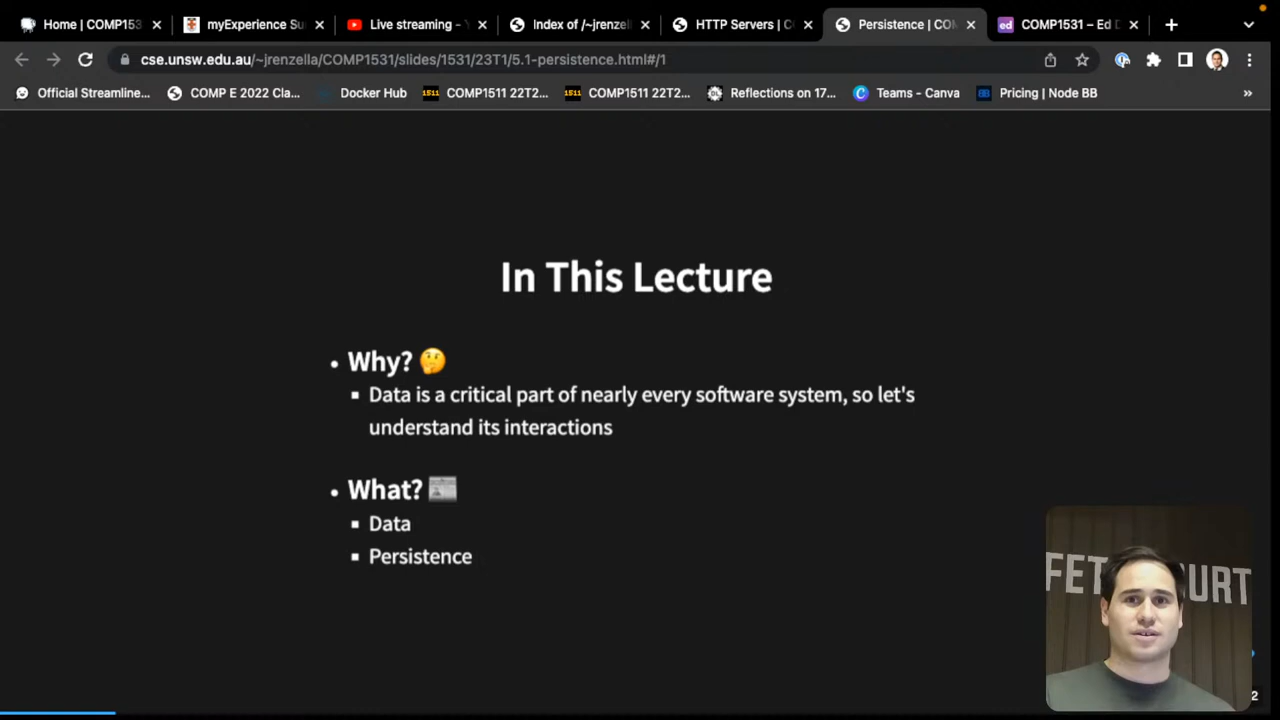 Home | COMP153
myExperience Su
Live streaming - Y
Index of /~jrenzell
HTTP Servers | C
Persistence | CO
COMP1531 – Ed D
cse.unsw.edu.au/~jrenzella/COMP1531/slides/1531/23T1/5.1-persistence.html#/1
Official Streamline...
COMP E 2022 Cla...
Docker Hub
1511 COMP1511 22T2...
1511 COMP1511 22T2...
Reflections on 17...
Teams - Canva
Pricing | Node BB
In This Lecture
Why? 🤔
Data is a critical part of nearly every software system, so let's
understand its interactions
What? 📰
Data
Persistence
2